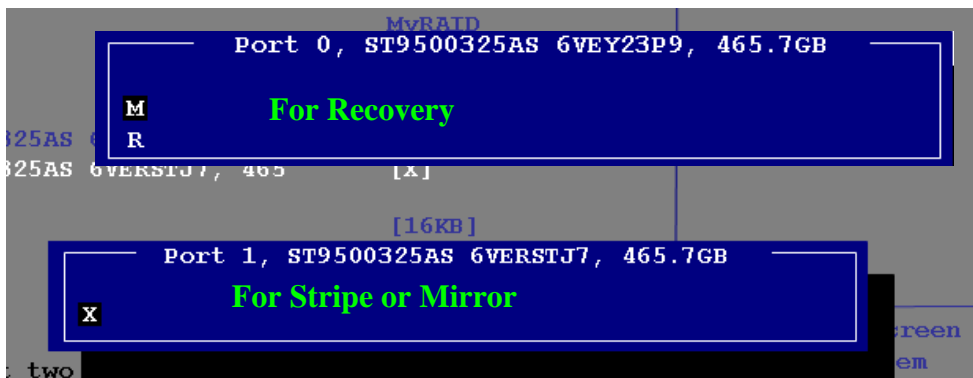 MyRAID
Port 0, ST9500325AS 6VEY23P9, 465.7GB
M For Recovery
325AS
R
325AS 6VERSTJ7, 465 [X]
[16KB]
Port 1, ST9500325AS 6VERSTJ7, 465.7GB
For Stripe or Mirror
X
reen
two
em